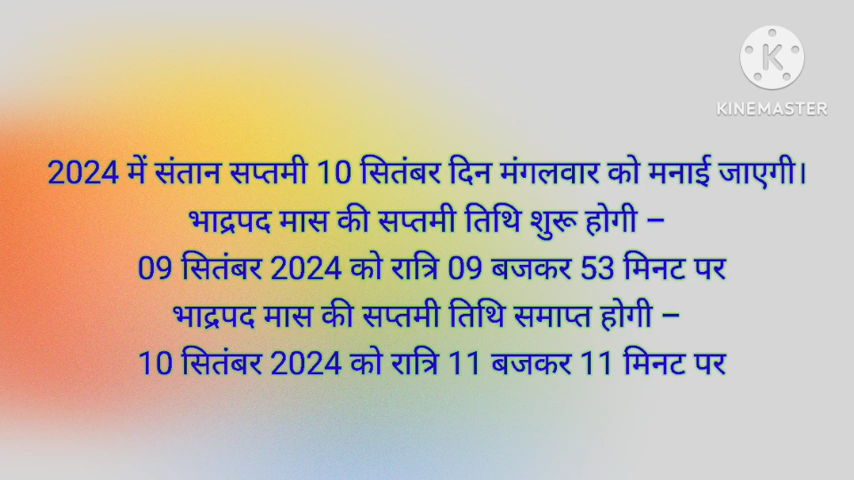 KINEMASTER
2024 में संतान सप्तमी 10 सितंबर दिन मंगलवार को मनाई जाएगी।
भाद्रपद मास की सप्तमी तिथि शुरू होगी –
09 सितंबर 2024 को रात्रि 09 बजकर 53 मिनट पर
भाद्रपद मास की सप्तमी तिथि समाप्त होगी –
10 सितंबर 2024 को रात्रि 11 बजकर 11 मिनट पर